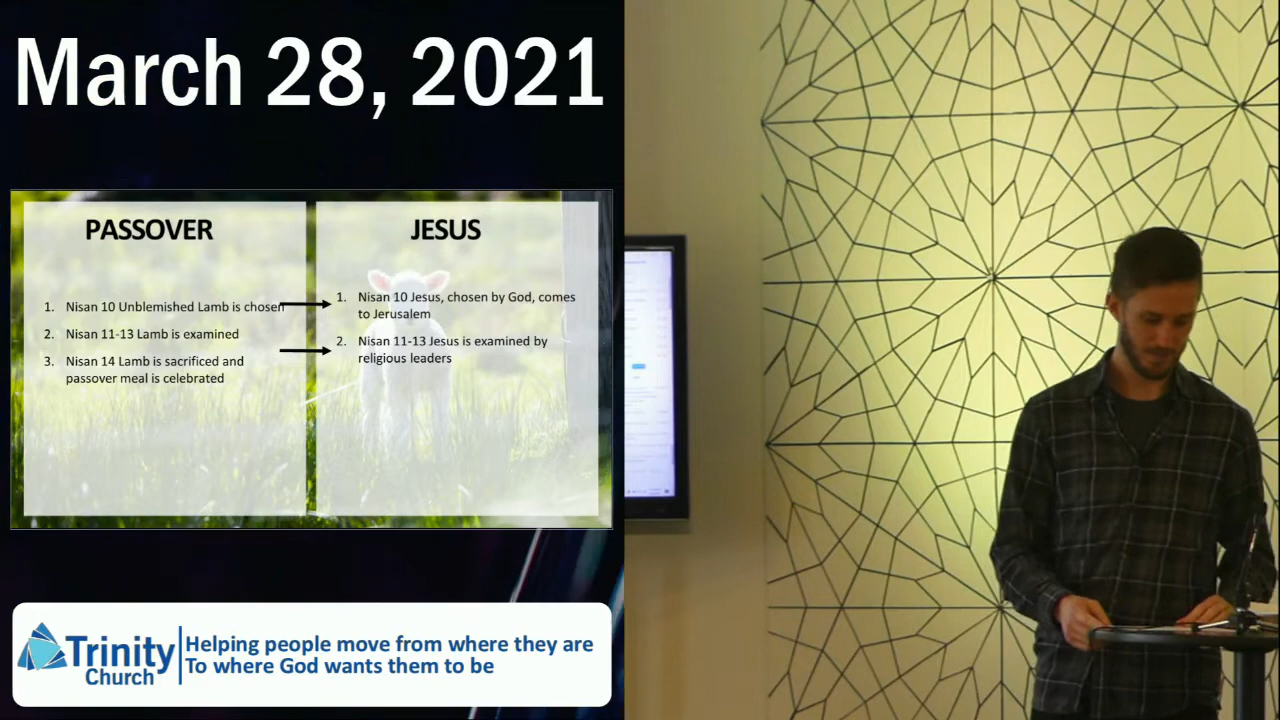 March 28, 2021
PASSOVER
1. Nisan 10 Unblemished Lamb is chosen
2. Nisan 11-13 Lamb is examined
3. Nisan 14 Lamb is sacrificed and
passover meal is celebrated
JESUS
1. Nisan 10 Jesus, chosen by God, comes
to Jerusalem
2. Nisan 11-13 Jesus is examined by
religious leaders
Trinity
Church
Helping people move from where they are
To where God wants them to be